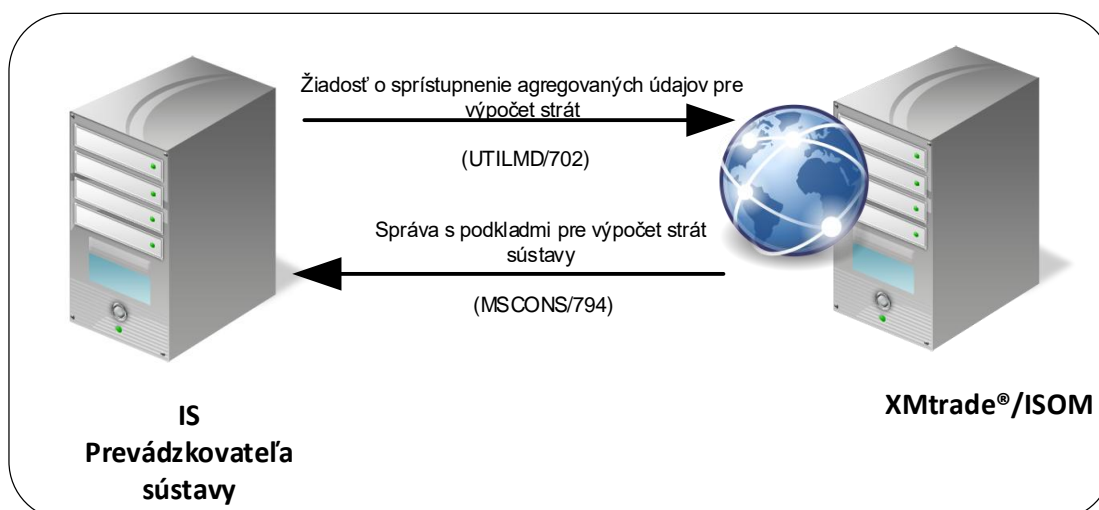 Žiadosť o sprístupnenie agregovaných údajov pre
výpočet strát
(UTILMD/702)
Správa s podkladmi pre výpočet strát
sústavy
(MSCONS/794)
IS
Prevádzkovateľa
sústavy
XMtrade®/ISOM